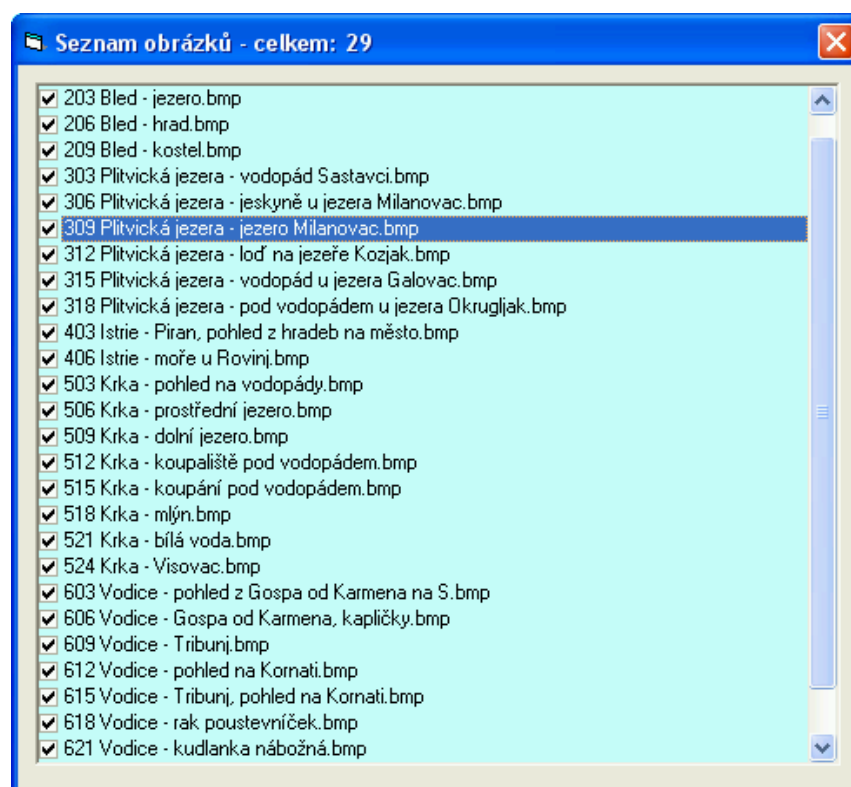 Seznam obrázků - celkem: 29
203 Bled - jezero.bmp
206 Bled - hrad.bmp
209 Bled - kostel.bmp
303 Plitvická jezera - vodopád Sastavci.bmp
306 Plitvická jezera - jeskyně u jezera Milanovac.bmp
309 Plitvická jezera - jezero Milanovac.bmp
312 Plitvická jezera - loď na jezeře Kozjak.bmp
315 Plitvická jezera - vodopád u jezera Galovac.bmp
318 Plitvická jezera - pod vodopádem u jezera Okrugljak.bmp
403 Istrie - Piran, pohled z hradeb na město.bmp
406 Istrie - moře u Rovinj.bmp
503 Krka - pohled na vodopády.bmp
506 Krka - prostřední jezero.bmp
509 Krka - dolní jezero.bmp
512 Krka - koupaliště pod vodopádem.bmp
515 Krka - koupání pod vodopádem.bmp
518 Krka - mlýn.bmp
521 Krka - bílá voda.bmp
524 Krka - Visovac.bmp
603 Vodice - pohled z Gospa od Karmena na S.bmp
606 Vodice - Gospa od Karmena, kapličky.bmp
609 Vodice - Tribunj.bmp
612 Vodice - pohled na Kornati.bmp
615 Vodice - Tribunj, pohled na Kornati.bmp
618 Vodice - rak poustevníček.bmp
621 Vodice - kudlanka nábožná.bmp